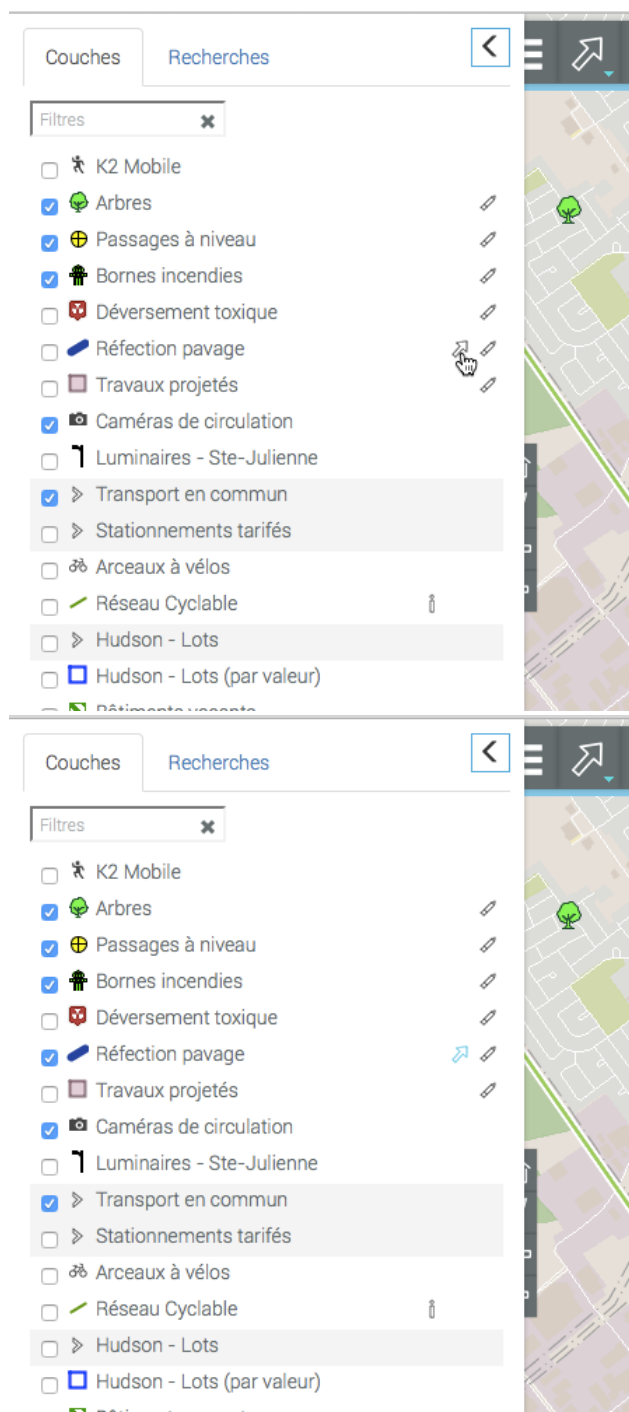 Couches
Recherches
Filtres
K2 Mobile
Arbres
Passages à niveau
Bornes incendies
Déversement toxique
Réfection pavage
Travaux projetés
Caméras de circulation
Luminaires - Ste-Julienne
Transport en commun
Stationnements tarifés
Arceaux à vélos
Réseau Cyclable
Hudson - Lots
Hudson - Lots (par valeur)
Couches
Recherches
Filtres
K2 Mobile
Arbres
Passages à niveau
Bornes incendies
Déversement toxique
Réfection pavage
Travaux projetés
Caméras de circulation
Luminaires - Ste-Julienne
Transport en commun
Stationnements tarifés
Arceaux à vélos
Réseau Cyclable
Hudson - Lots
Hudson - Lots (par valeur)